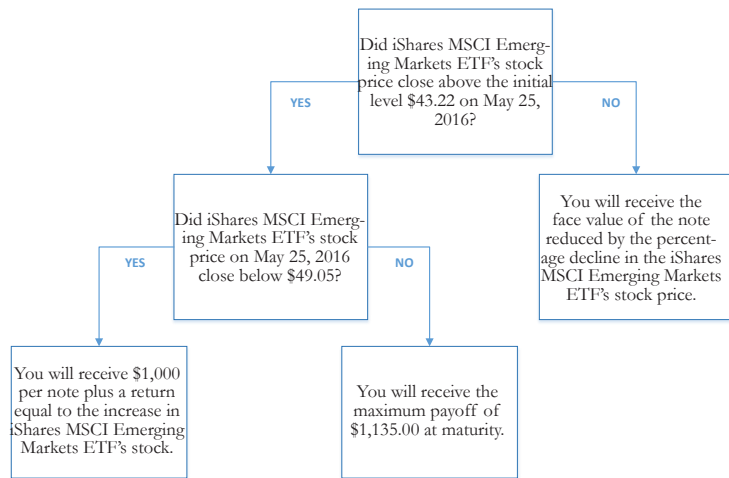 Did iShares MSCI Emerg-
ing Markets ETF's stock
price close above the initial
level $43.22 on May 25,
2016?
YES
NO
Did iShares MSCI Emerg-
ing Markets ETF's stock
price on May 25, 2016
close below $49.05?
You will receive the
face value of the note
reduced by the percent-
age decline in the iShares
MSCI Emerging Markets
ETF's stock price.
YES
NO
You will receive $1,000
per note plus a return
equal to the increase in
iShares MSCI Emerging
Markets ETF's stock.
You will receive the
maximum payoff of
$1,135.00 at maturity.